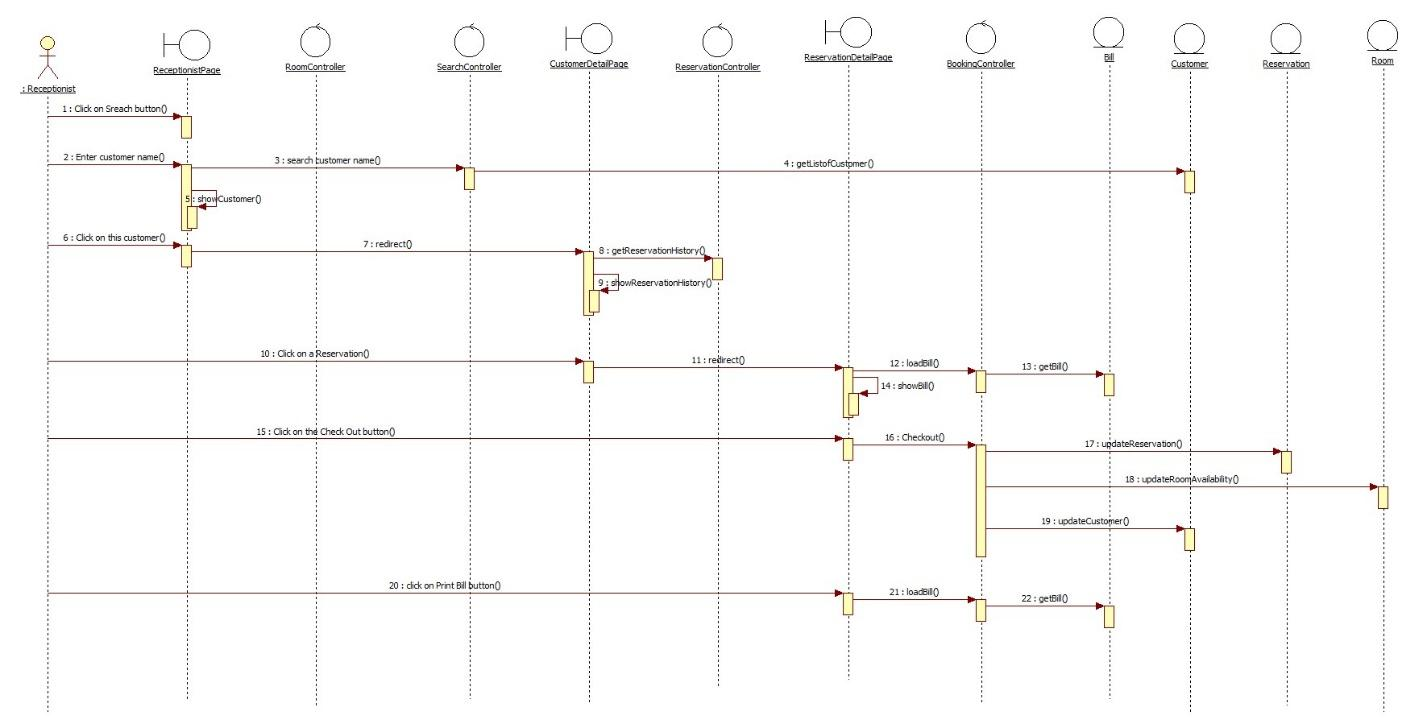 : Receptionist
ReceptionistPage
RoomController
SearchController
CustomerDetailPage
ReservationController
ReservationDetailPage
BookingController
Bill
Customer
Reservation
Room
1 : Click on Sreach button()
2 : Enter customer name()
3 : search customer name()
4 : getListofCustpmer()
5 : showCustomer()
6 : Click on this customer()
7 : redirect()
8 : getReservationHistory()
9 : showReservationHistory()
10 : Click on a Reservation()
11 : redirect()
12 : loadBill()
13 : getBill()
14 : showBill()
15 : Click on the Check Out button()
16 : Checkout()
17 : updateReservation()
18 : updateRoomAvailability()
19 : updateCustomer()
20 : click on Print Bill button()
21 : loadBill()
22 : getBill()